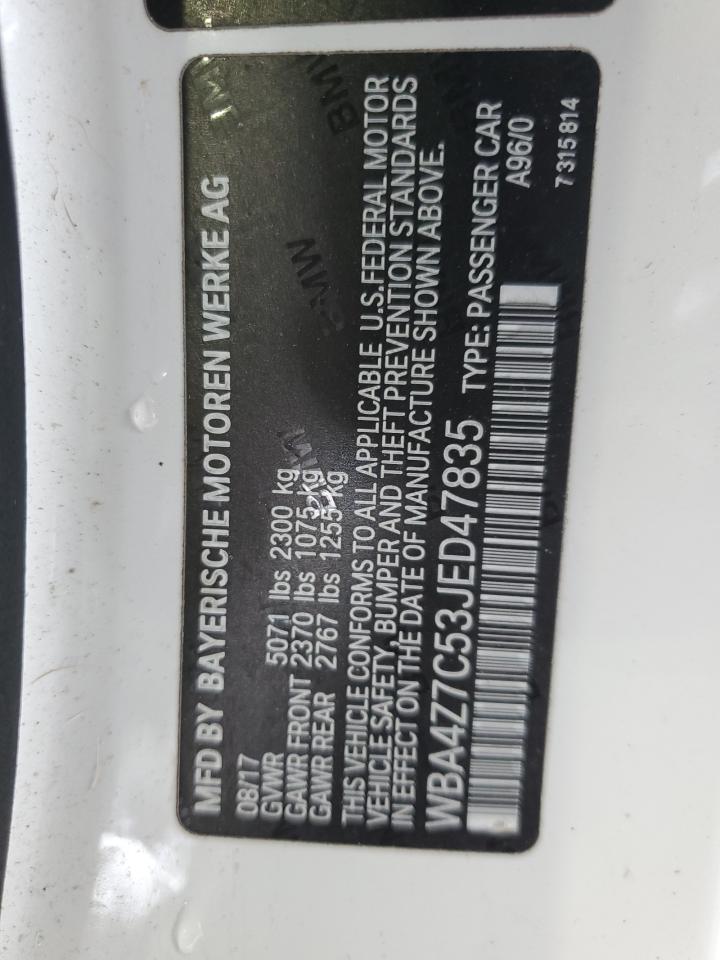 MFD BY BAYERISCHE MOTOREN WERKE AG
08/17
GVWR 5071 lbs 2300 kg
GAWR FRONT 2370 lbs 1075 kg
GAWR REAR 2767 lbs 1255 kg
THIS VEHICLE CONFORMS TO ALL APPLICABLE U.S.FEDERAL MOTOR
VEHICLE SAFETY, BUMPER AND THEFT PREVENTION STANDARDS
IN EFFECT ON THE DATE OF MANUFACTURE SHOWN ABOVE.
WBA4Z7C53JED47835 TYPE: PASSENGER CAR
A96/0
7 315 814
BMW
BMW
BMW